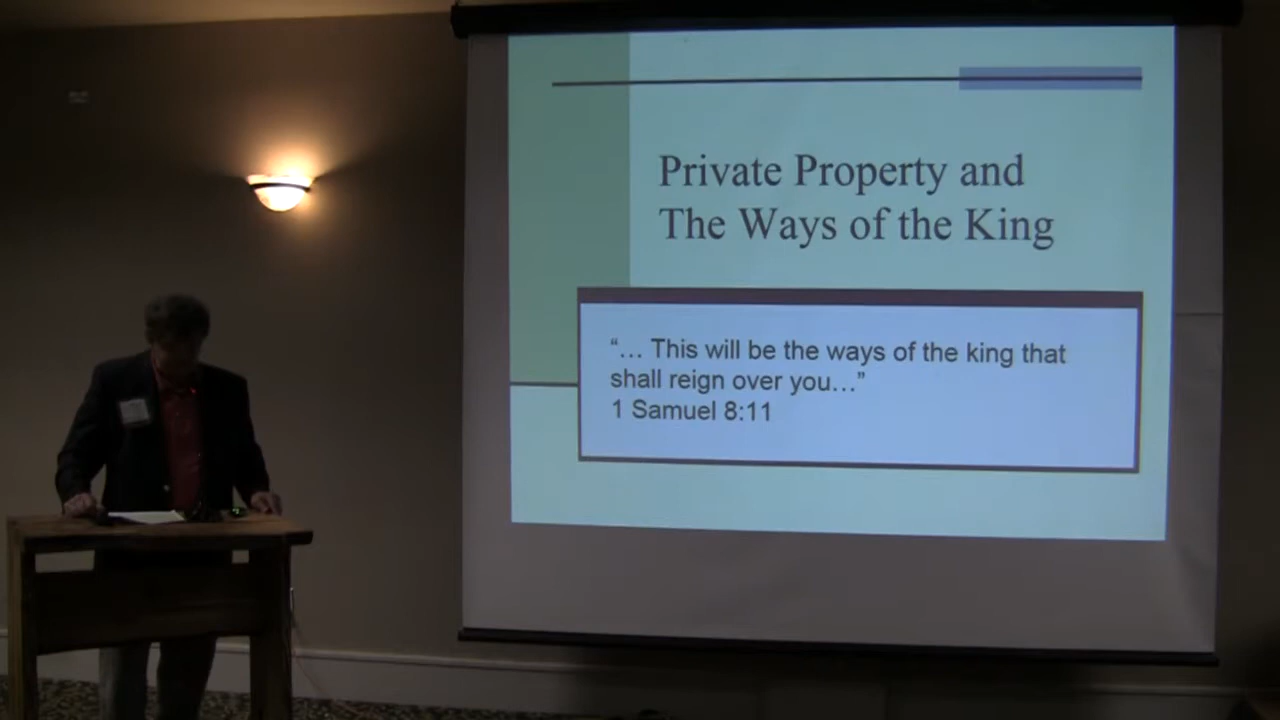 Private Property and
The Ways of the King
“… This will be the ways of the king that
shall reign over you…”
1 Samuel 8:11